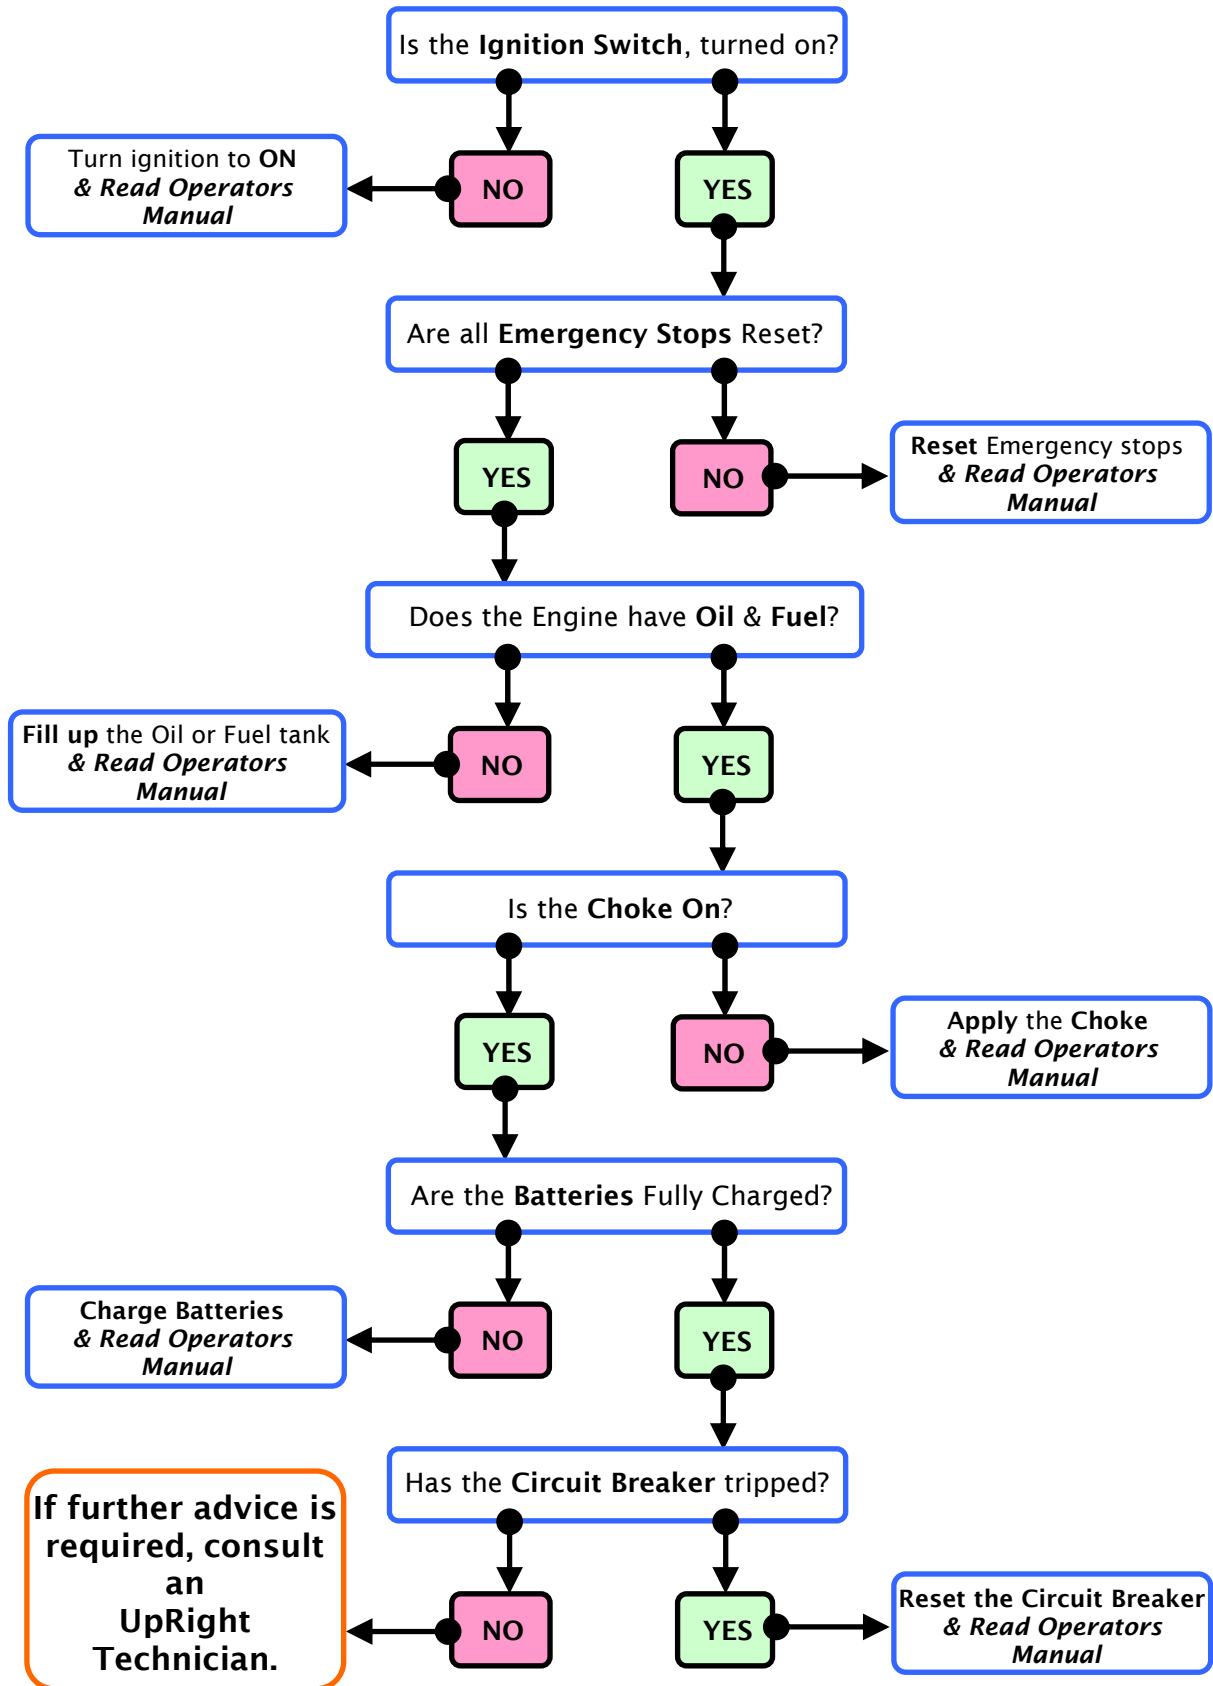 Is the Ignition Switch, turned on?
NO
YES
Turn ignition to ON
& Read Operators
Manual
Are all Emergency Stops Reset?
YES
NO
Reset Emergency stops
& Read Operators
Manual
Does the Engine have Oil & Fuel?
NO
YES
Fill up the Oil or Fuel tank
& Read Operators
Manual
Is the Choke On?
YES
NO
Apply the Choke
& Read Operators
Manual
Are the Batteries Fully Charged?
NO
YES
Charge Batteries
& Read Operators
Manual
Has the Circuit Breaker tripped?
NO
YES
If further advice is
required, consult
an
UpRight
Technician.
Reset the Circuit Breaker
& Read Operators
Manual